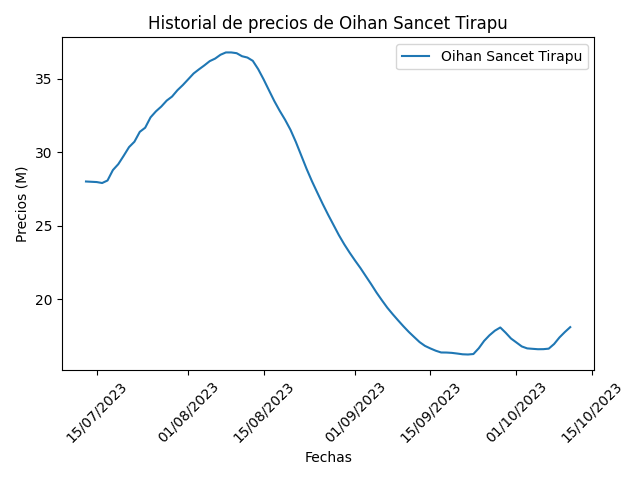 Historial de precios de Oihan Sancet Tirapu
Oihan Sancet Tirapu
Precios (M)
35
30
25
20
15/07/2023
01/08/2023
15/08/2023
01/09/2023
15/09/2023
01/10/2023
15/10/2023
Fechas